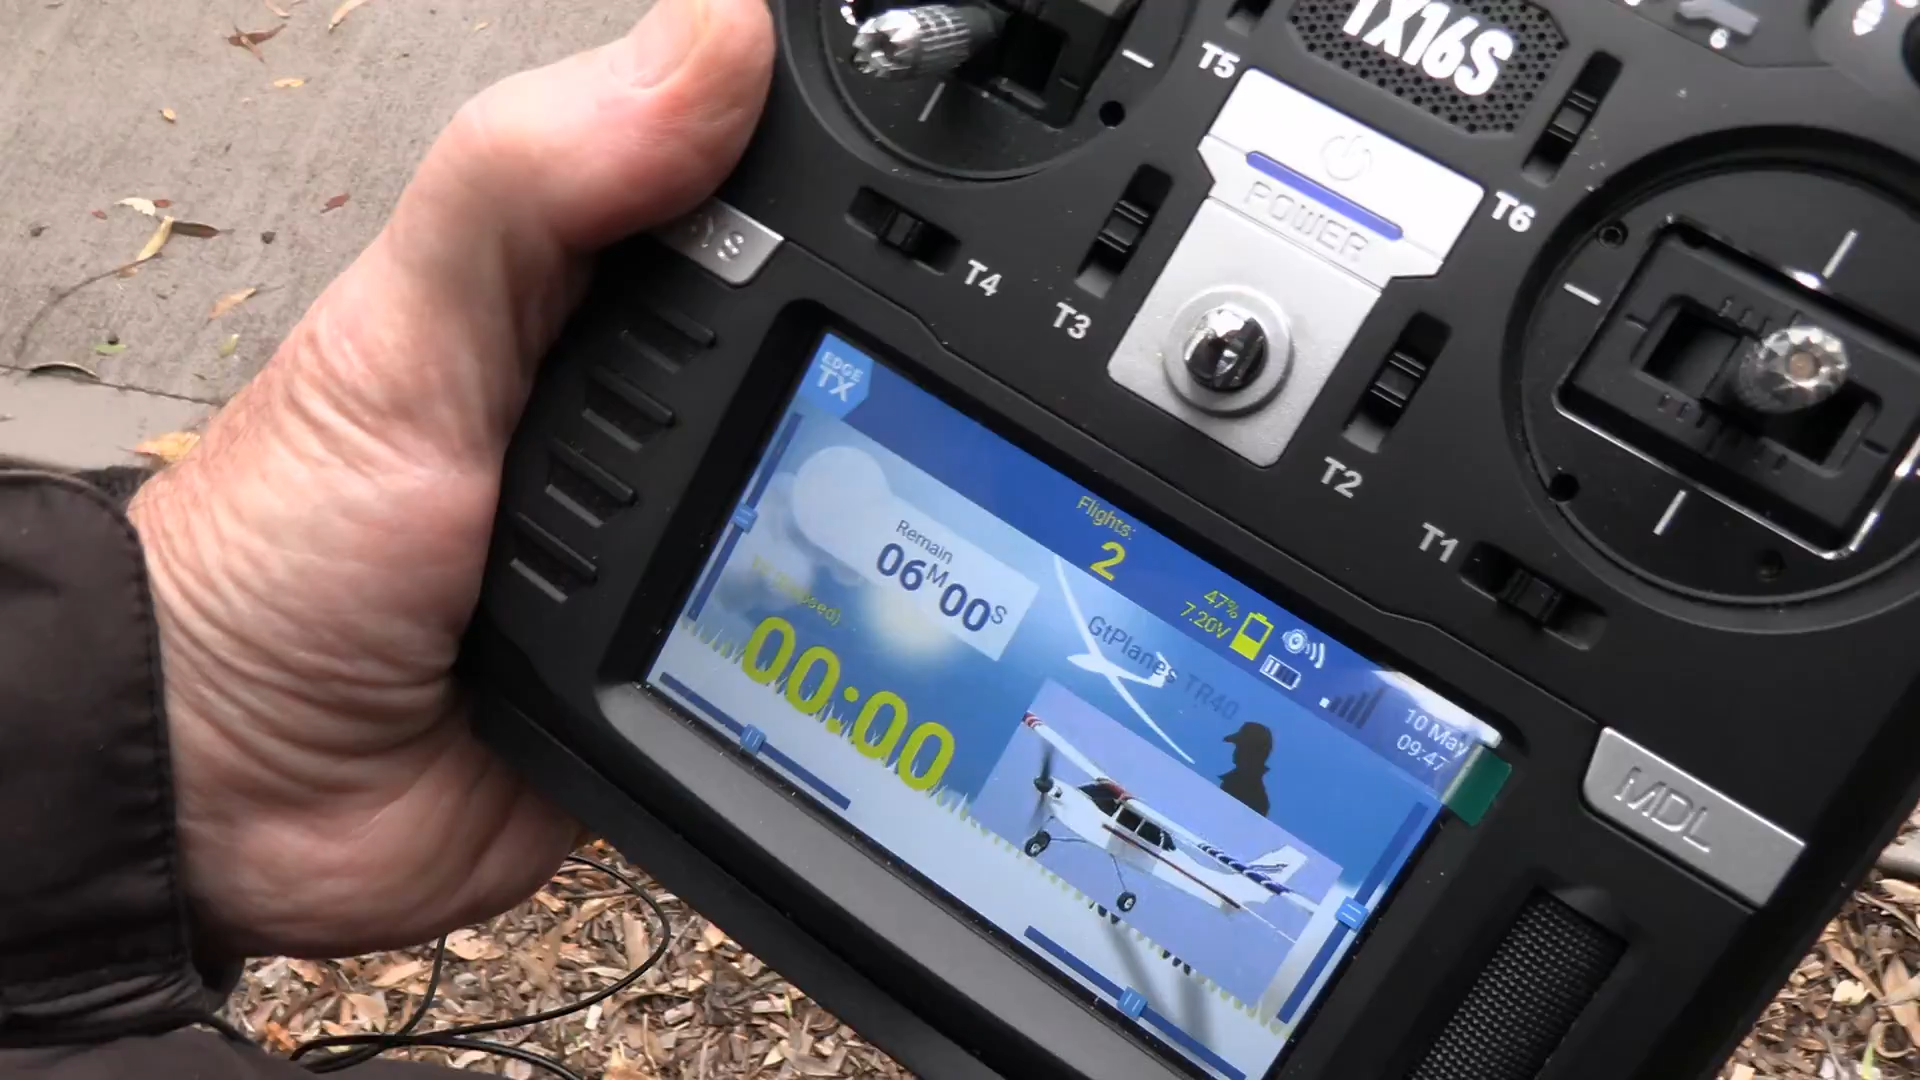 TX16S
6
T5
POWER
T6
S
T4
T3
T2
T1
EDGE
TX
Flights:
2
Remain
06M00S
47%
7.20V
GtPlanes TR40
00:00
10 May
09:47
MDL